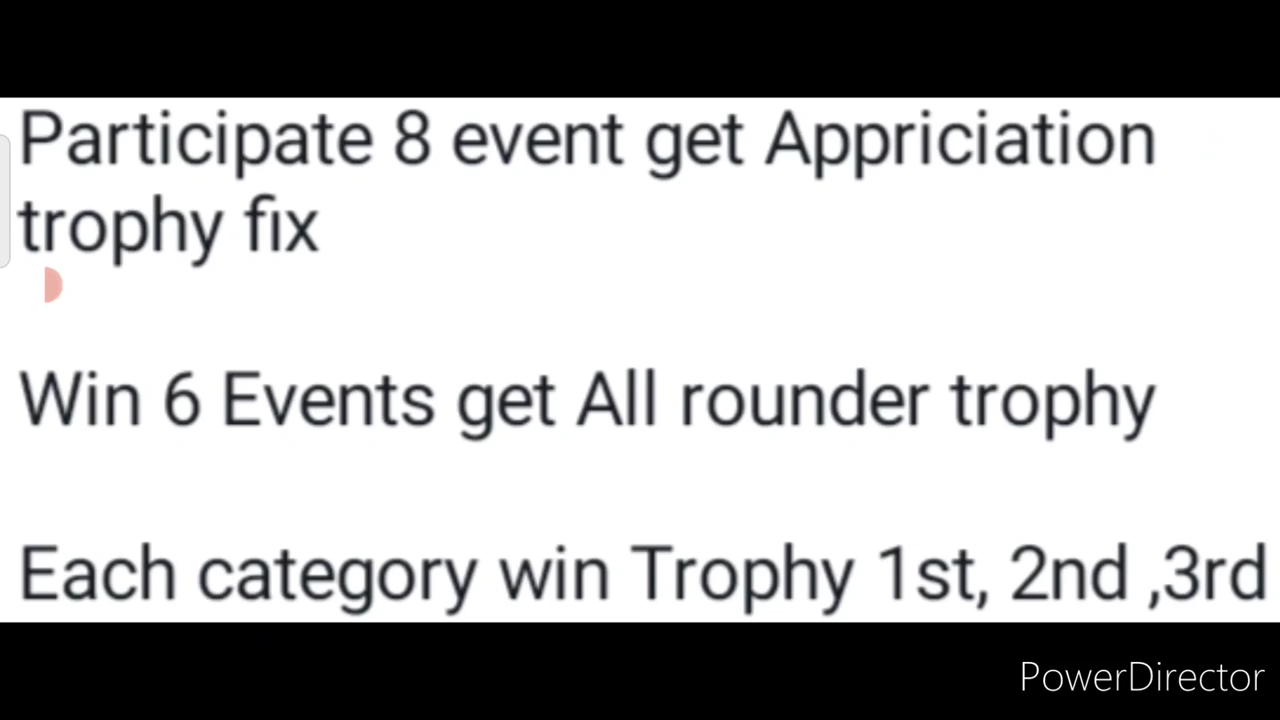 Participate 8 event get Appriciation
trophy fix
Win 6 Events get All rounder trophy
Each category win Trophy 1st, 2nd ,3rd
PowerDirector